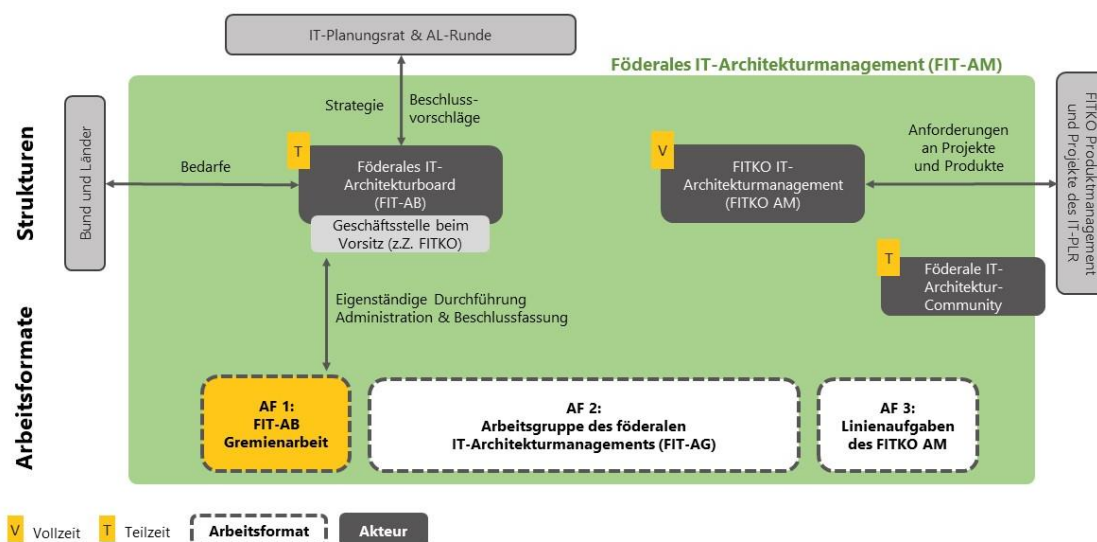 IT-Planungsrat & AL-Runde
Föderales IT-Architekturmanagement (FIT-AM)
Strukturen
Bund und Länder
Bedarfe
Strategie
Beschluss-
vorschläge
T
Föderales IT-
Architekturboard
(FIT-AB)
Geschäftsstelle beim
Vorsitz (z.Z. FITKO)
V
FITKO IT-
Architekturmanagement
(FITKO AM)
Anforderungen
an Projekte
und Produkte
FITKO Produktmanagement
und Projekte des IT-PLR
T
Föderale IT-
Architektur-
Community
Eigenständige Durchführung
Administration & Beschlussfassung
Arbeitsformate
AF 1:
FIT-AB
Gremienarbeit
AF 2:
Arbeitsgruppe des föderalen
IT-Architekturmanagements (FIT-AG)
AF 3:
Linienaufgaben
des FITKO AM
V Vollzeit T Teilzeit Arbeitsformat Akteur